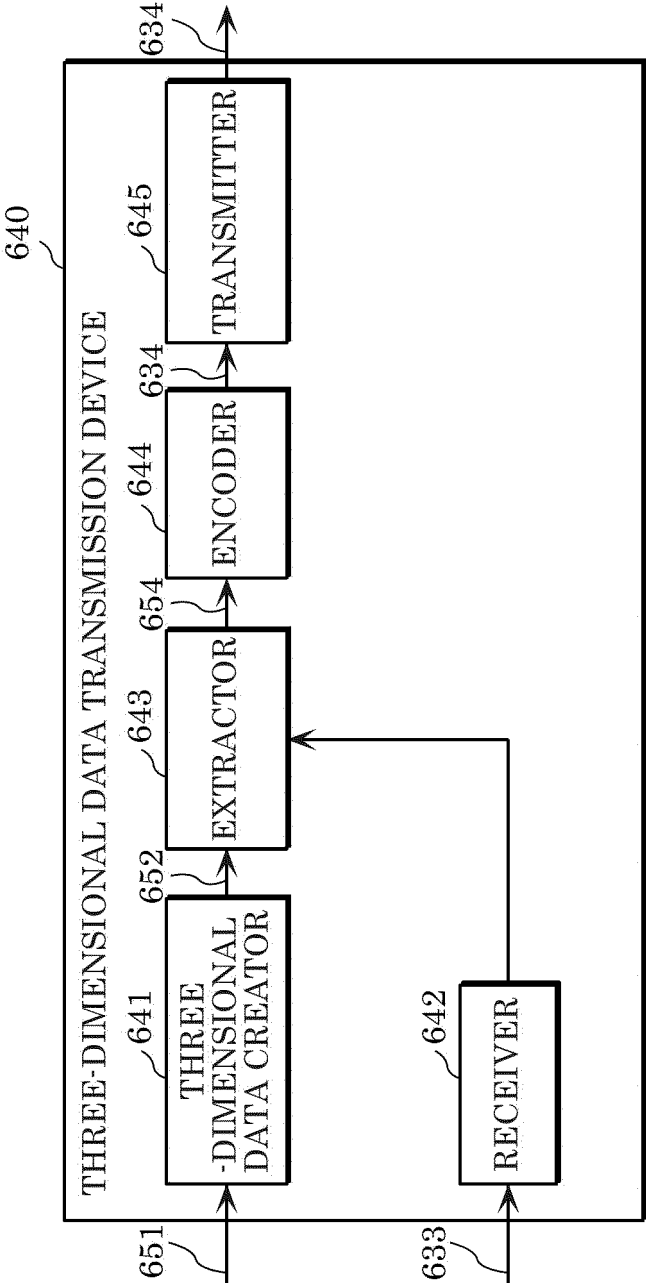 640
THREE-DIMENSIONAL DATA TRANSMISSION DEVICE
651
641
THREE
-DIMENSIONAL
DATA CREATOR
652
643
EXTRACTOR
654
644
ENCODER
634
645
TRANSMITTER
634
633
642
RECEIVER